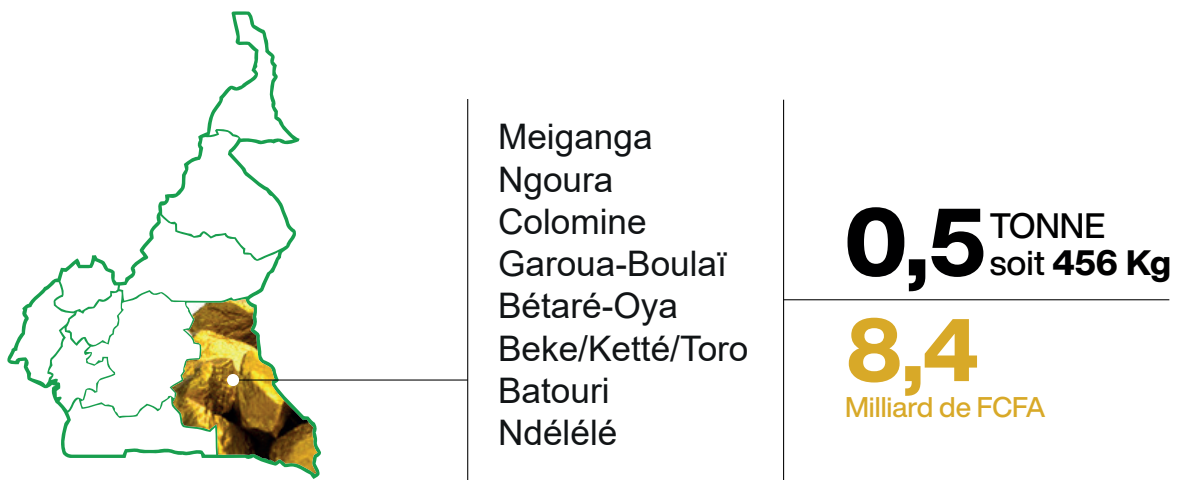 Meiganga
Ngoura
Colomine
Garoua-Boulaï
Bétaré-Oya
Beke/Ketté/Toro
Batouri
Ndélélé
0,5 TONNE
soit 456 Kg
8,4
Milliard de FCFA